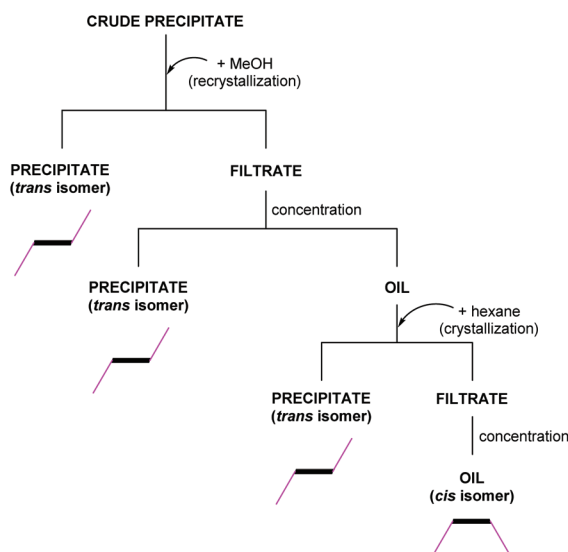 CRUDE PRECIPITATE
+ MeOH
(recrystallization)
PRECIPITATE
(trans isomer)
FILTRATE
concentration
PRECIPITATE
(trans isomer)
OIL
+ hexane
(crystallization)
PRECIPITATE
(trans isomer)
FILTRATE
concentration
OIL
(cis isomer)